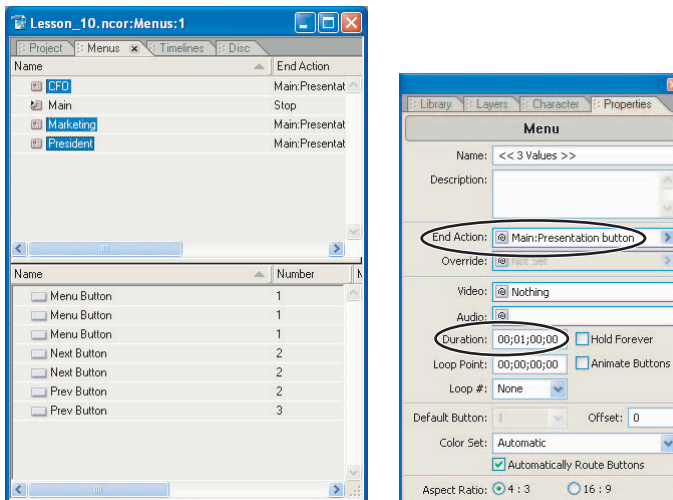 Lesson_10.ncor:Menus:1
Project Menus Timelines Disc
Name End Action
CFO Main:Presentat
Main Stop
Marketing Main:Presentat
President Main:Presentat
Name Number
Menu Button 1
Menu Button 1
Menu Button 1
Next Button 2
Next Button 2
Prev Button 2
Prev Button 3
Library Layers Character Properties
Menu
Name: << 3 Values >>
Description:
End Action: Main:Presentation button
Override: Not Set
Video: Nothing
Audio:
Duration: 00;01;00;00 Hold Forever
Loop Point: 00;00;00;00 Animate Buttons
Loop #: None
Default Button: 1 Offset: 0
Color Set: Automatic
Automatically Route Buttons
Aspect Ratio: 4 : 3 16 : 9